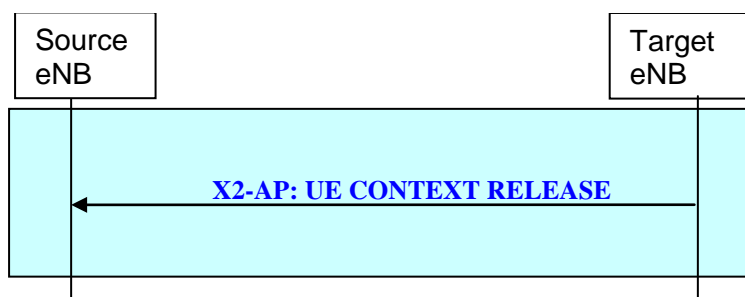 Source
eNB
Target
eNB
X2-AP: UE CONTEXT RELEASE